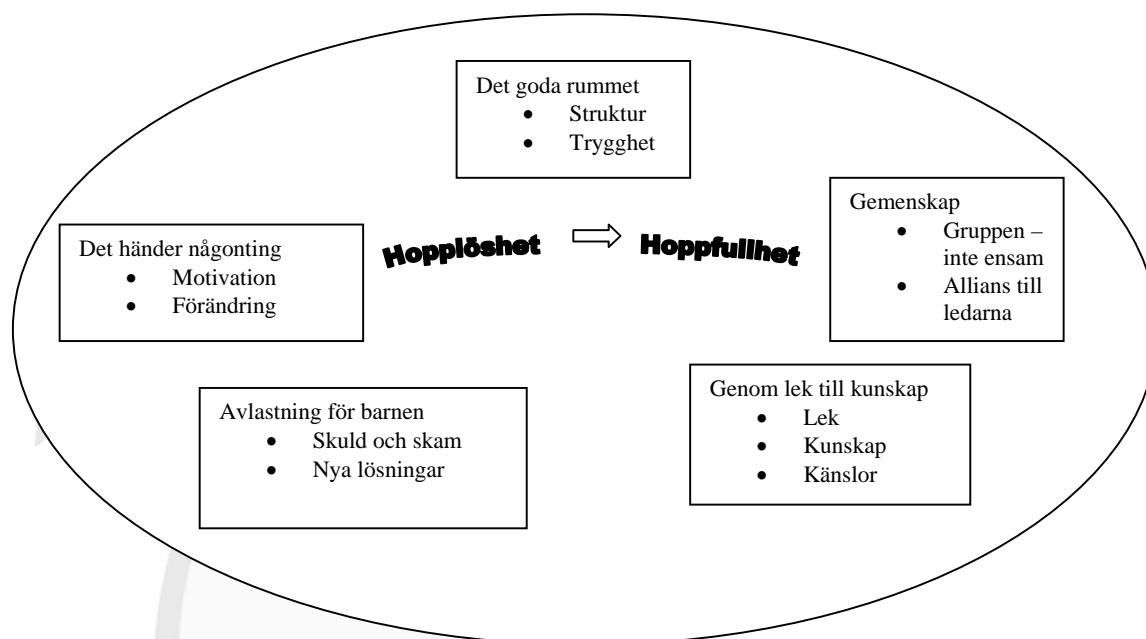 Det goda rummet
• Struktur
• Trygghet
Gemenskap
• Gruppen –
inte ensam
• Allians till
ledarna
Det händer någonting
• Motivation
• Förändring
Hopplöshet
Hoppfullhet
Avlastning för barnen
• Skuld och skam
• Nya lösningar
Genom lek till kunskap
• Lek
• Kunskap
• Känslor